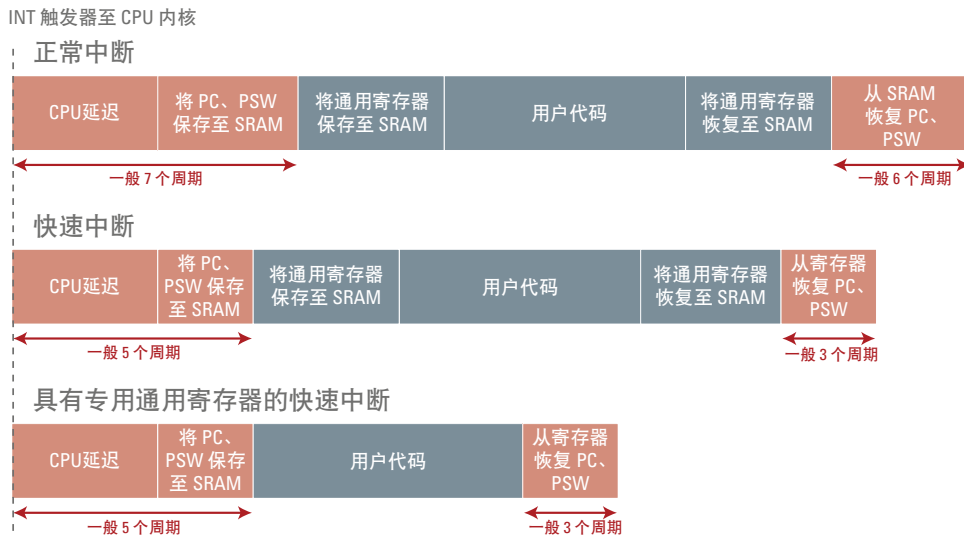 INT 触发器至 CPU 内核
正常中断
CPU延迟
将 PC、PSW
保存至 SRAM
将通用寄存器
保存至 SRAM
用户代码
将通用寄存器
恢复至 SRAM
从 SRAM
恢复 PC、
PSW
一般 7 个周期
一般 6 个周期
快速中断
CPU延迟
将 PC、
PSW 保存
至 SRAM
将通用寄存器
保存至 SRAM
用户代码
将通用寄存器
恢复至 SRAM
从寄存器
恢复 PC、
PSW
一般 5 个周期
一般 3 个周期
具有专用通用寄存器的快速中断
CPU延迟
将 PC、
PSW 保存
至 SRAM
用户代码
从寄存器
恢复 PC、
PSW
一般 5 个周期
一般 3 个周期